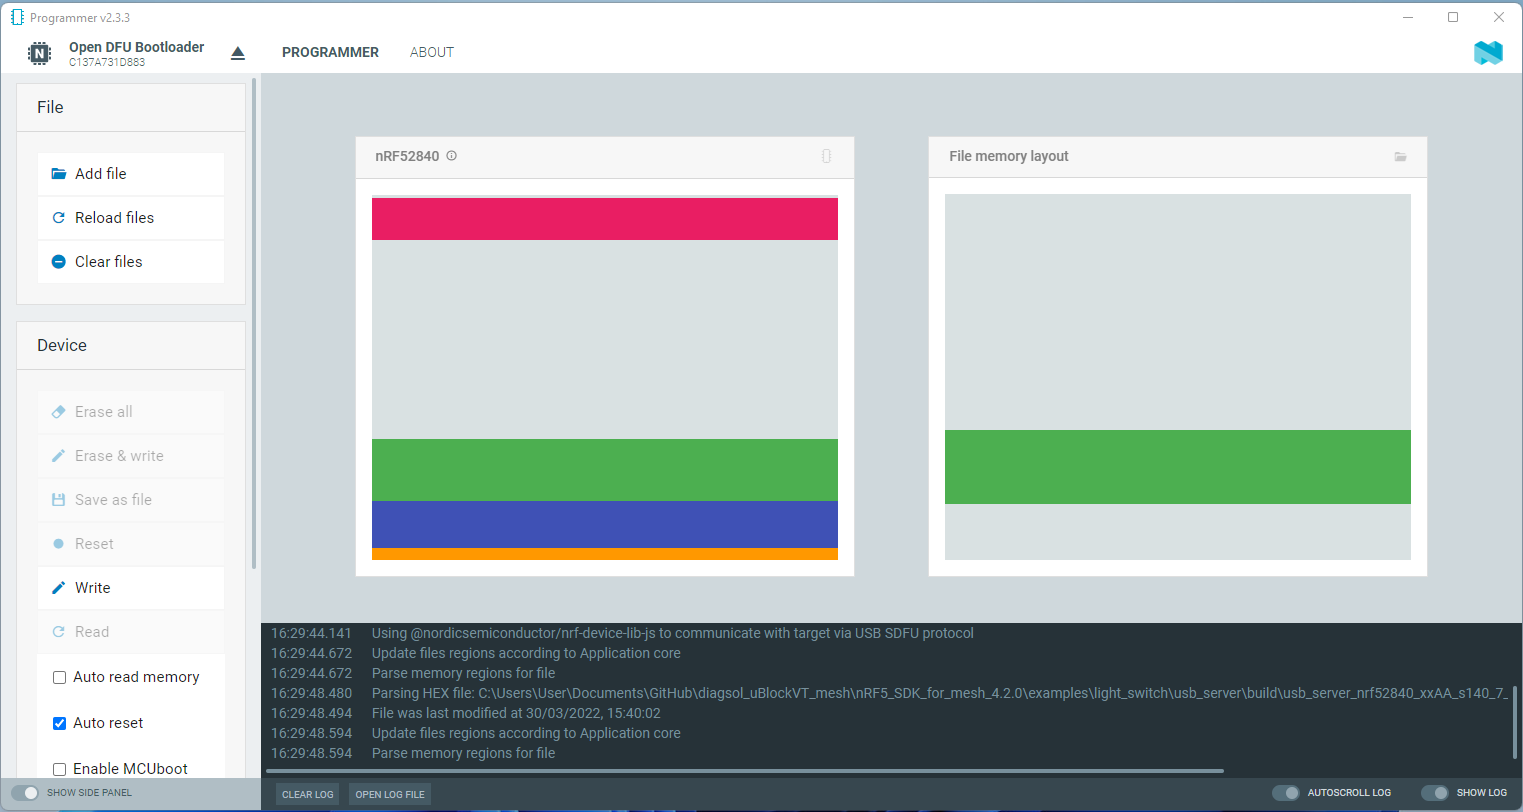 Programmer v2.3.3
Open DFU Bootloader
C137A731D883
PROGRAMMER
ABOUT
File
Add file
Reload files
Clear files
Device
Erase all
Erase & write
Save as file
Reset
Write
Read
Auto read memory
Auto reset
Enable MCUboot
SHOW SIDE PANEL
nRF52840
File memory layout
16:29:44.141 Using @nordicsemiconductor/nrf-device-lib-js to communicate with target via USB SDFU protocol
16:29:44.672 Update files regions according to Application core
16:29:44.672 Parse memory regions for file
16:29:48.480 Parsing HEX file: C:\Users\User\Documents\GitHub\diagsol_uBlockVT_mesh\nRF5_SDK_for_mesh_4.2.0\examples\light_switch\usb_server\build\usb_server_nrf52840_xxAA_s140_7_
16:29:48.494 File was last modified at 30/03/2022, 15:40:02
16:29:48.594 Update files regions according to Application core
16:29:48.594 Parse memory regions for file
CLEAR LOG
OPEN LOG FILE
AUTOSCROLL LOG
SHOW LOG